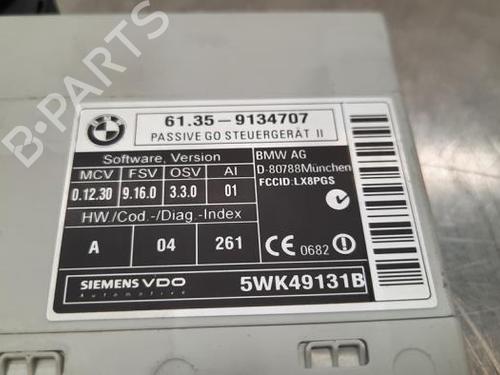 B-PARTS
BMW
61.35 - 9134707
PASSIVE GO STEUERGERÄT II
Software, Version
MCV FSV OSV AI
0.12.30 9.16.0 3.3.0 01
BMW AG
D-80788München
FCCID:LX8PGS
HW/Cod.-/Diag.-Index
A 04 261
CE 0682 !
SIEMENS VDO
Automotive
5WK49131B